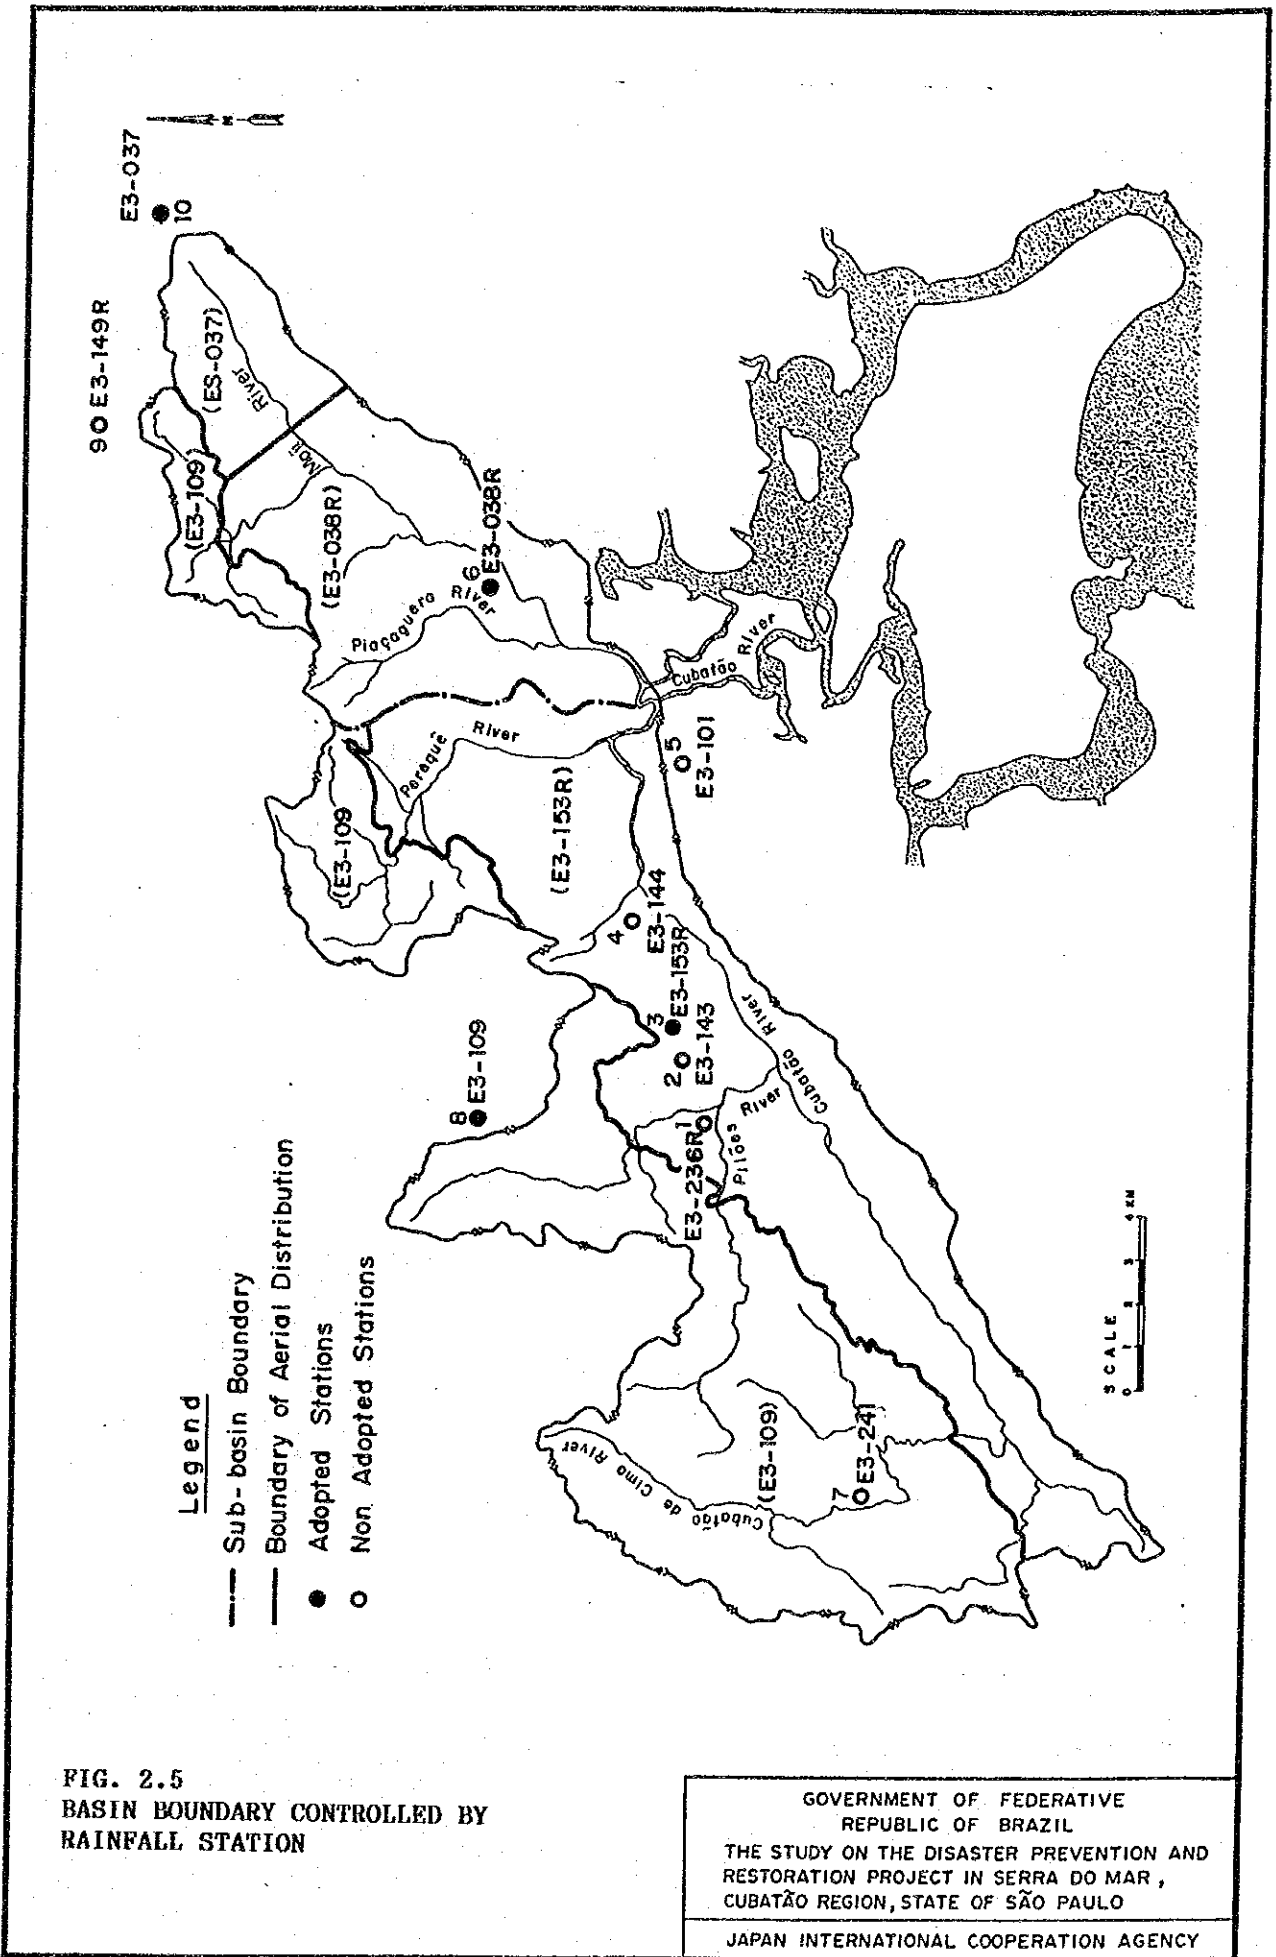 E3-037
10
N
9 O E3-149R
(ES-037)
River
Moji
(E3-109)
(E3-038R)
6
E3-038R
Piaçaguera River
Cubatão River
Perequê River
5
E3-101
(E3-109)
(E3-153R)
4
E3-144
3
E3-153R
2
E3-143
8
E3-109
1
E3-236R
Pilões River
Cubatão River
(E3-109)
7
E3-241
Cubatão de Cima River
SCALE
0 1 2 3 4 KM
Legend
Sub-basin Boundary
Boundary of Aerial Distribution
Adopted Stations
Non Adopted Stations
FIG. 2.5
BASIN BOUNDARY CONTROLLED BY
RAINFALL STATION
GOVERNMENT OF FEDERATIVE
REPUBLIC OF BRAZIL
THE STUDY ON THE DISASTER PREVENTION AND
RESTORATION PROJECT IN SERRA DO MAR,
CUBATÃO REGION, STATE OF SÃO PAULO
JAPAN INTERNATIONAL COOPERATION AGENCY